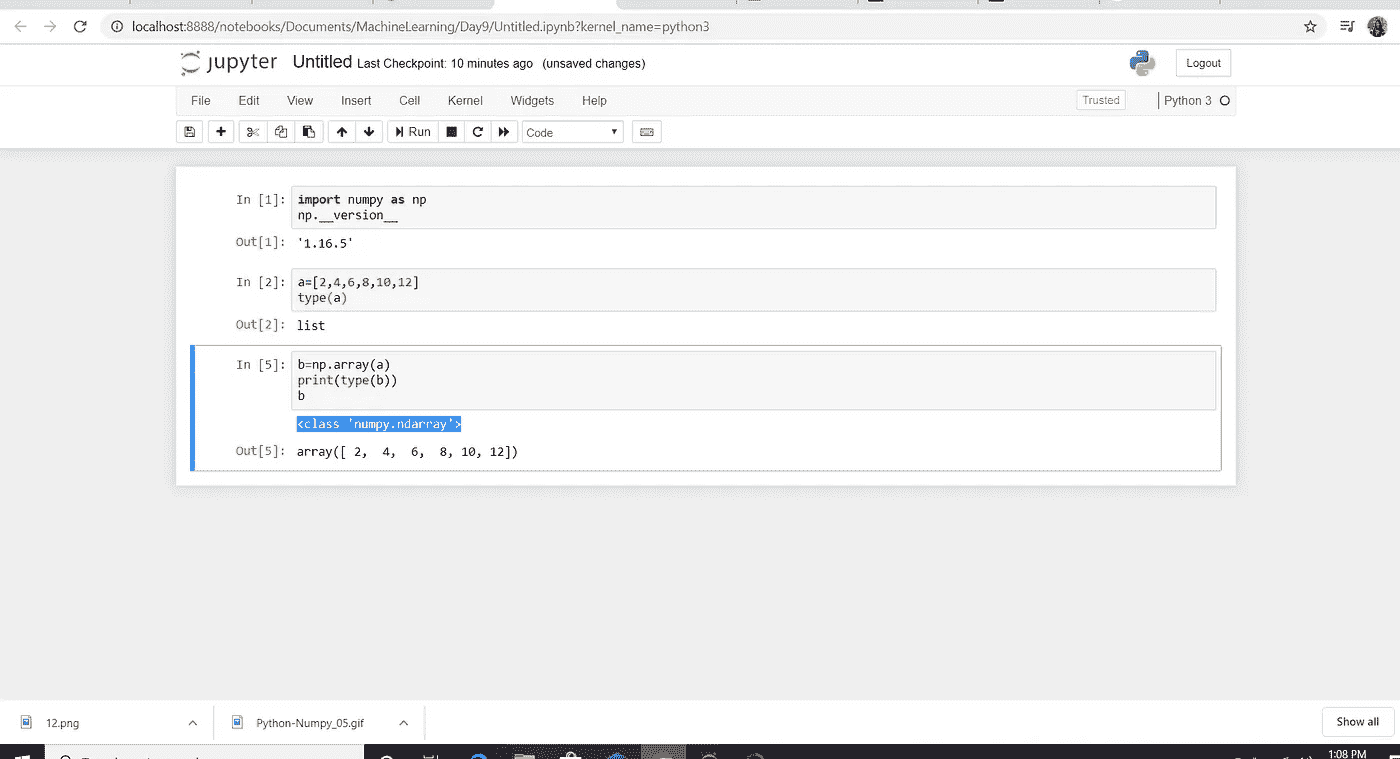 localhost:8888/notebooks/Documents/MachineLearning/Day9/Untitled.ipynb?kernel_name=python3
jupyter Untitled Last Checkpoint: 10 minutes ago (unsaved changes)
Logout
File Edit View Insert Cell Kernel Widgets Help
Trusted
Python 3
Run
Code
In [1]: import numpy as np
np.__version__
Out[1]: '1.16.5'
In [2]: a=[2,4,6,8,10,12]
type(a)
Out[2]: list
In [5]: b=np.array(a)
print(type(b))
b
<class 'numpy.ndarray'>
Out[5]: array([ 2,  4,  6,  8, 10, 12])
12.png
Python-Numpy_05.gif
Show all
1:08 PM